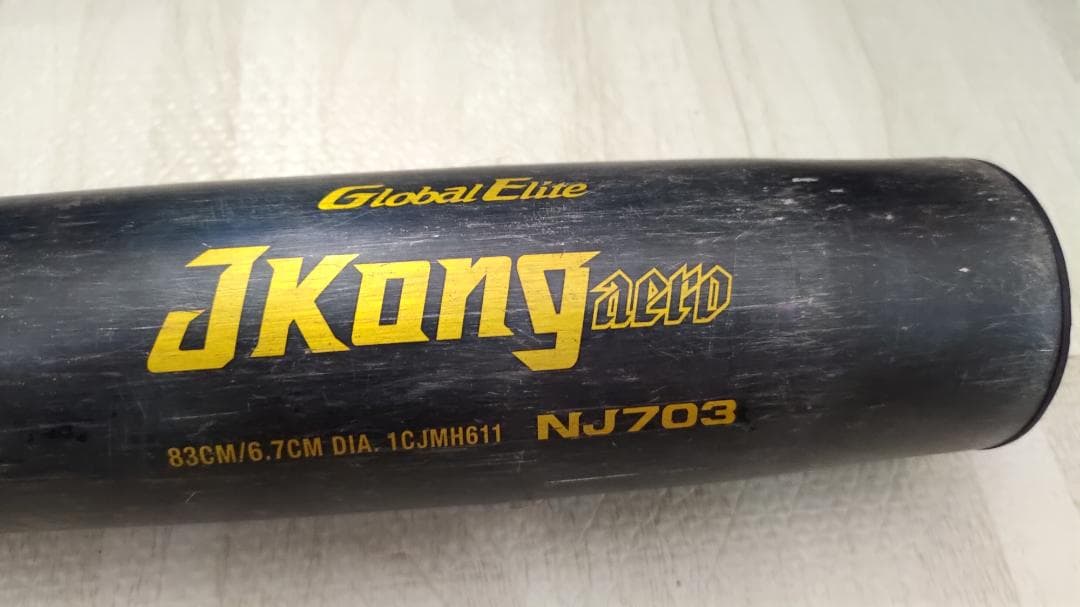 Global Elite
JKong aero
83CM/6.7CM DIA. 1CJMH611 NJ703